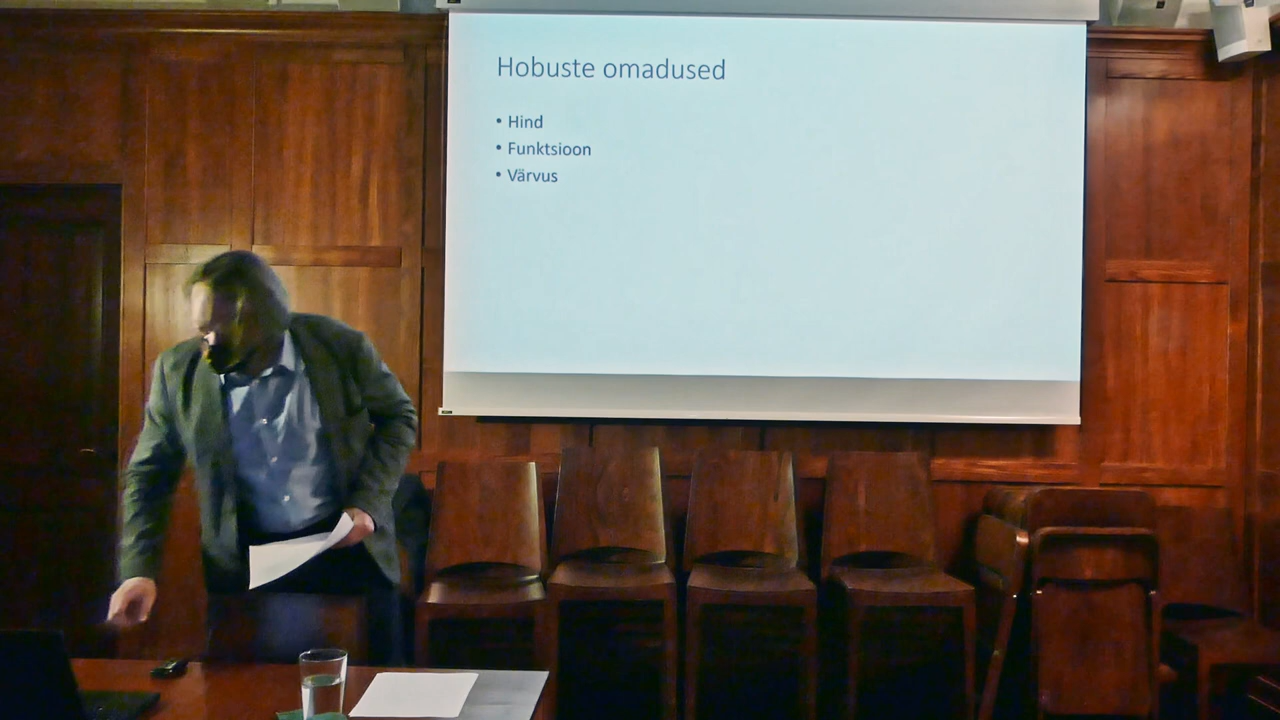 Hobuste omadused
• Hind
• Funktsioon
• Värvus